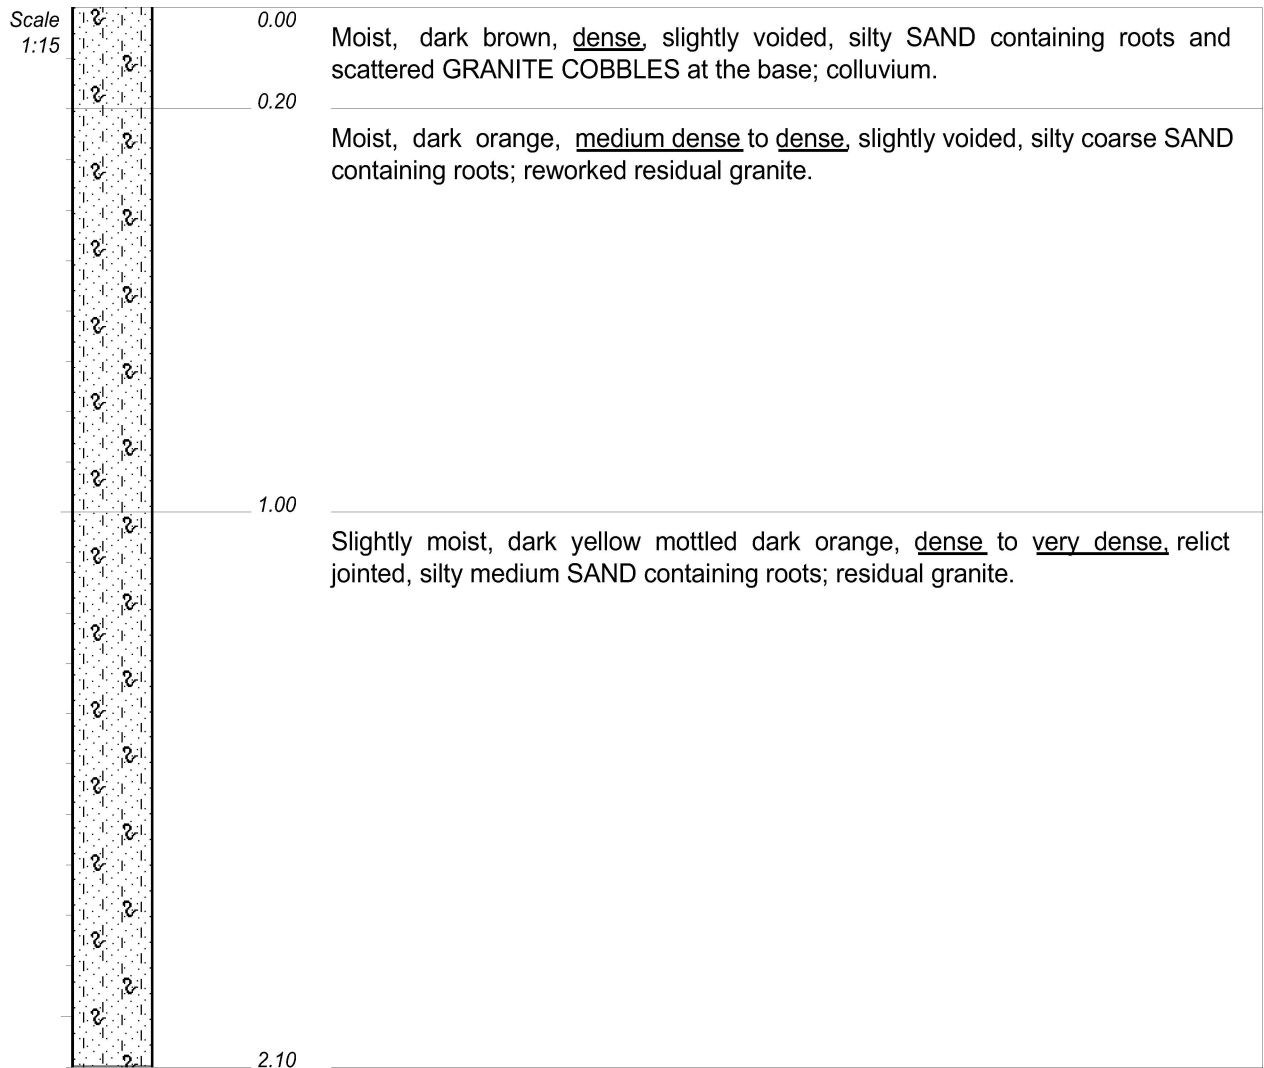 Scale
1:15
0.00
Moist, dark brown, dense, slightly voided, silty SAND containing roots and
scattered GRANITE COBBLES at the base; colluvium.
0.20
Moist, dark orange, medium dense to dense, slightly voided, silty coarse SAND
containing roots; reworked residual granite.
1.00
Slightly moist, dark yellow mottled dark orange, dense to very dense, relict
jointed, silty medium SAND containing roots; residual granite.
2.10